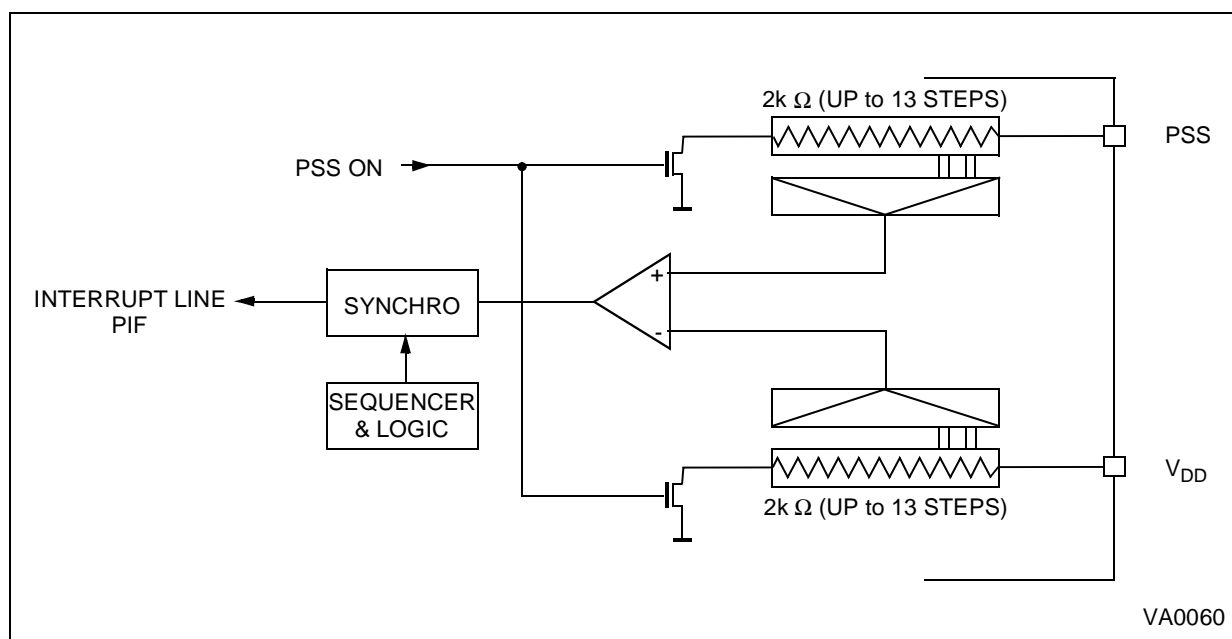 2k Ω (UP to 13 STEPS)
PSS
PSS ON
+
INTERRUPT LINE
PIF
SYNCHRO
-
SEQUENCER
& LOGIC
V_DD
2k Ω (UP to 13 STEPS)
VA0060